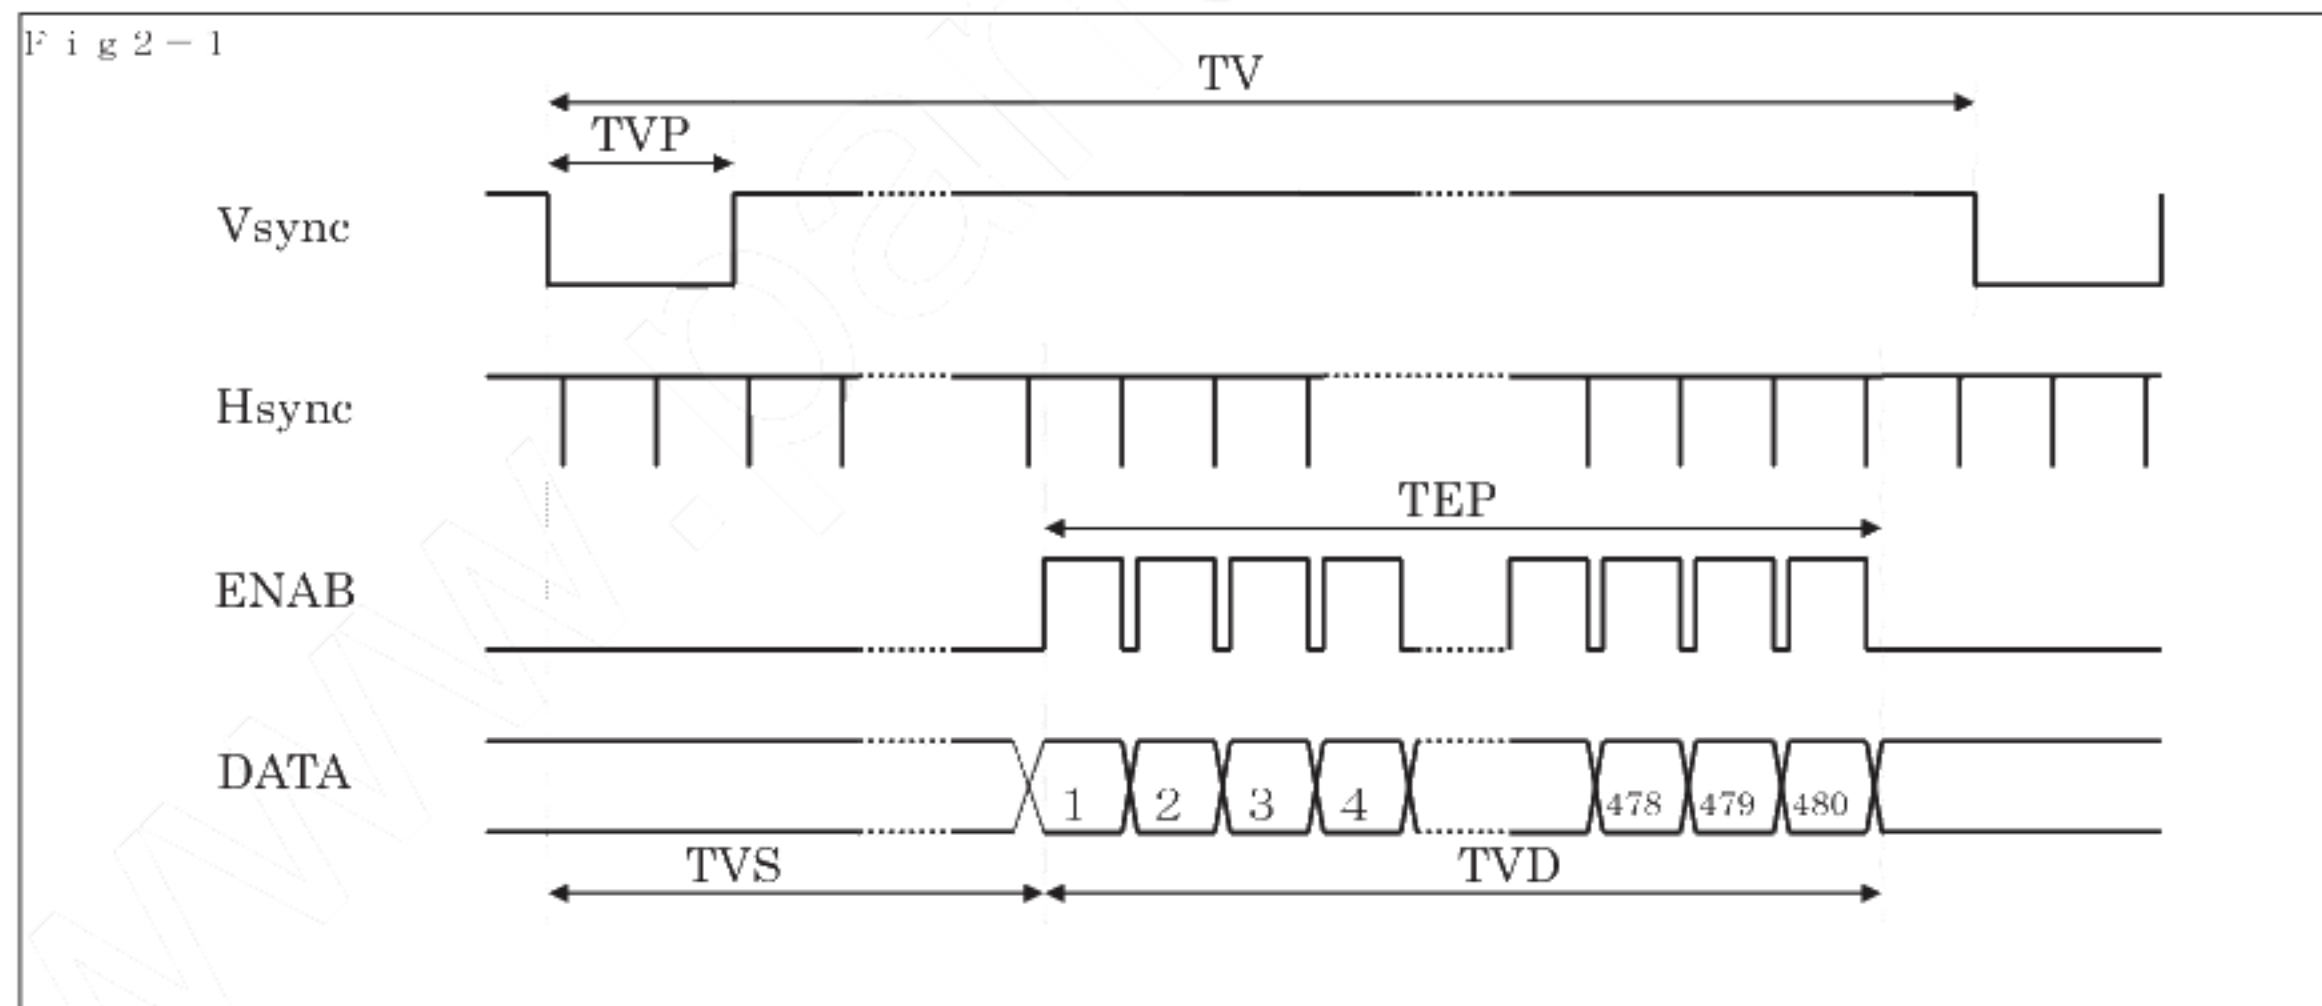 Fig2-1
TV
TVP
Vsync
Hsync
TEP
ENAB
DATA
1 2 3 4 478 479 480
TVS TVD